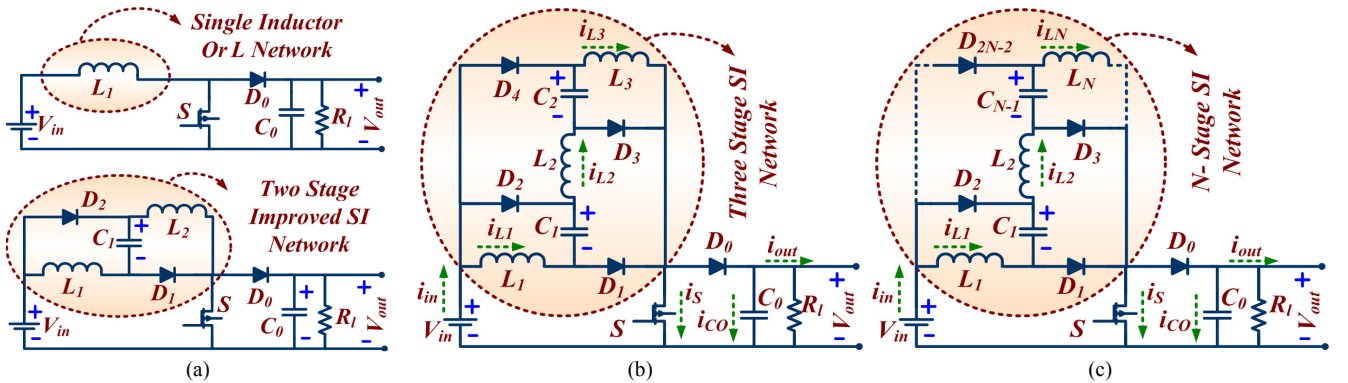 Single Inductor
Or L Network
L1
D0
S
C0
Rl
Vout
+
-
Vin
+
-
Two Stage
Improved SI
Network
D2
L2
C1
+
-
L1
D1
S
D0
C0
+
-
Rl
Vout
+
-
Vin
+
-
(a)
iL3
D4
L3
C2
+
-
D3
L2
iL2
Three Stage SI
Network
D2
C1
+
-
iL1
L1
D1
D0
iout
iin
Vin
+
-
S
iS
iCO
C0
Rl
Vout
+
-
(b)
D2N-2
iLN
LN
CN-1
+
-
D3
L2
iL2
N- Stage SI
Network
D2
C1
+
-
iL1
L1
D1
D0
iout
iin
Vin
+
-
S
iS
iCO
C0
Rl
Vout
+
-
(c)